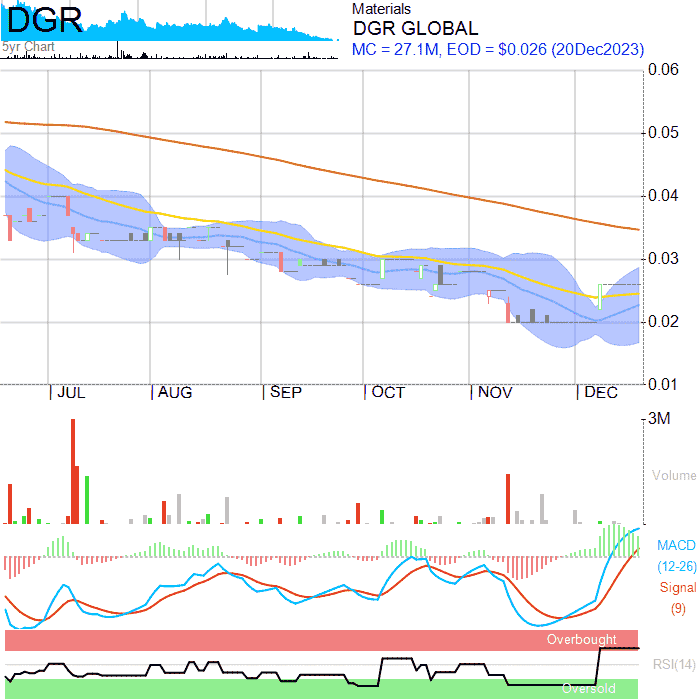 DGR
5yr Chart
Materials
DGR GLOBAL
MC = 27.1M, EOD = $0.026 (20Dec2023)
0.06
0.05
0.04
0.03
0.02
0.01
JUL
AUG
SEP
OCT
NOV
DEC
3M
Volume
MACD
(12-26)
Signal
(9)
Overbought
RSI(14)
Oversold